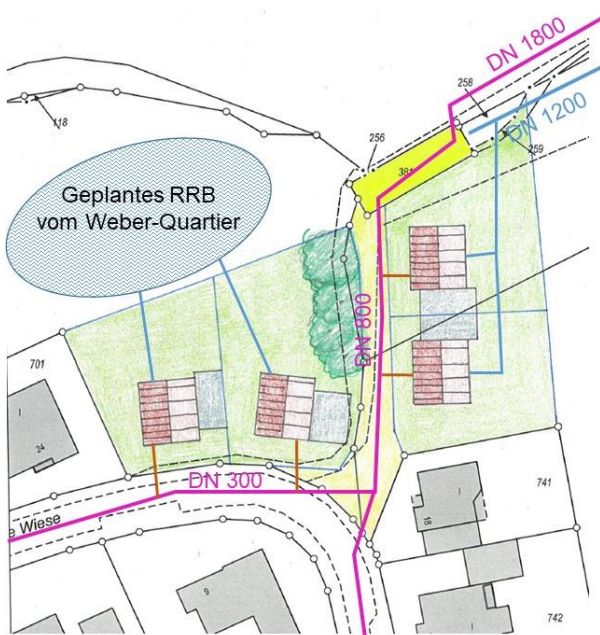 DN 1800
258
DN 1200
259
118
256
381
Geplantes RRB
vom Weber-Quartier
701
24
DN 800
DN 300
e Wiese
741
18
9
742